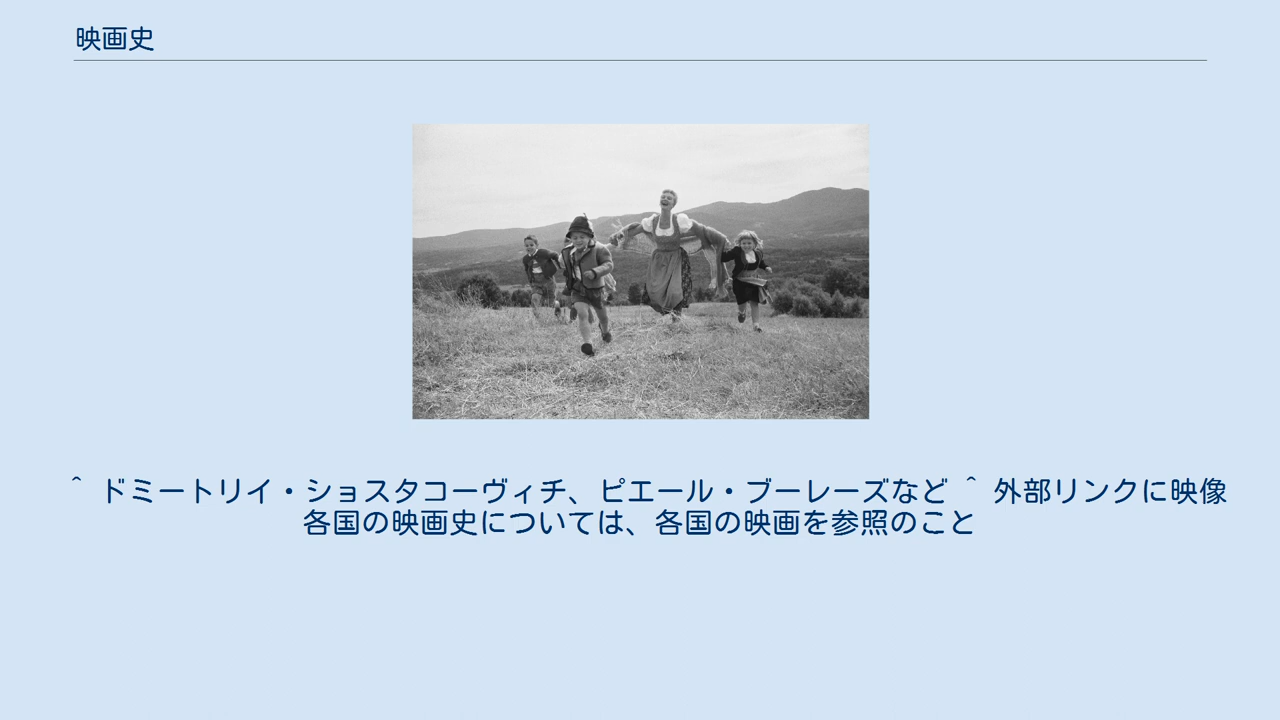 映画史
^ ドミートリイ・ショスタコーヴィチ、ピエール・ブーレーズなど ^ 外部リンクに映像
各国の映画史については、各国の映画を参照のこと